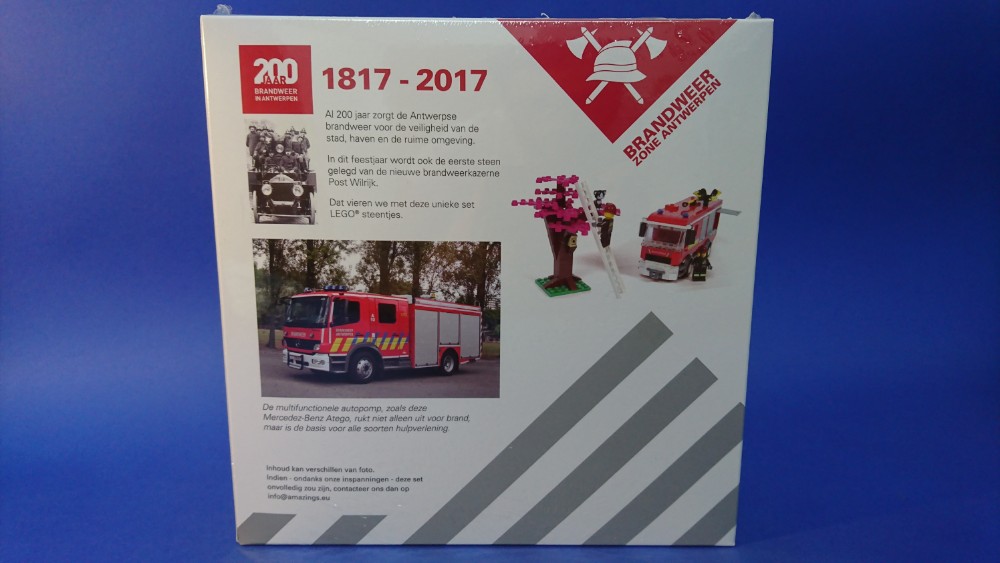 200
JAAR
BRANDWEER
IN ANTWERPEN
1817 - 2017
Al 200 jaar zorgt de Antwerpse
brandweer voor de veiligheid van de
stad, haven en de ruime omgeving.
In dit feestjaar wordt ook de eerste steen
gelegd van de nieuwe brandweerkazerne
Post Wilrijk.
Dat vieren we met deze unieke set
LEGO® steentjes.
BRANDWEER
ZONE ANTWERPEN
De multifunctionele autopomp, zoals deze
Mercedez-Benz Atego, rukt niet alleen uit voor brand,
maar is de basis voor alle soorten hulpverlening.
Inhoud kan verschillen van foto.
Indien - ondanks onze inspanningen - deze set
onvolledig zou zijn, contacteer ons dan op
info@amazings.eu